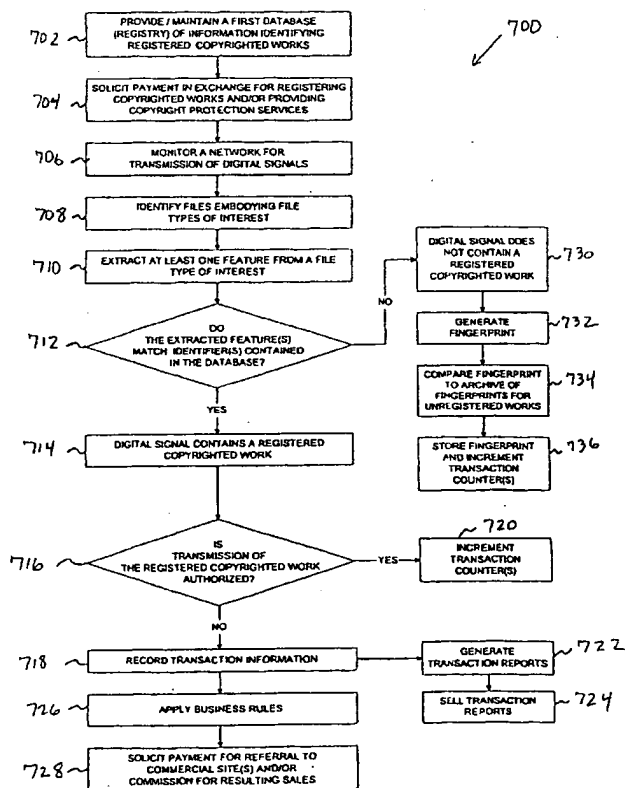 700
702
PROVIDE / MAINTAIN A FIRST DATABASE
(REGISTRY) OF INFORMATION IDENTIFYING
REGISTERED COPYRIGHTED WORKS
704
SOLICIT PAYMENT IN EXCHANGE FOR REGISTERING
COPYRIGHTED WORKS AND/OR PROVIDING
COPYRIGHT PROTECTION SERVICES
706
MONITOR A NETWORK FOR
TRANSMISSION OF DIGITAL SIGNALS
708
IDENTIFY FILES EMBODYING FILE
TYPES OF INTEREST
710
EXTRACT AT LEAST ONE FEATURE FROM A FILE
TYPE OF INTEREST
712
DO
THE EXTRACTED FEATURE(S)
MATCH IDENTIFIER(S) CONTAINED
IN THE DATABASE?
NO
DIGITAL SIGNAL DOES
NOT CONTAIN A
REGISTERED
COPYRIGHTED WORK
730
GENERATE
FINGERPRINT
732
COMPARE FINGERPRINT
TO ARCHIVE OF
FINGERPRINTS FOR
UNREGISTERED WORKS
734
STORE FINGERPRINT
AND INCREMENT
TRANSACTION
COUNTER(S)
736
YES
714
DIGITAL SIGNAL CONTAINS A REGISTERED
COPYRIGHTED WORK
716
IS
TRANSMISSION OF
THE REGISTERED COPYRIGHTED WORK
AUTHORIZED?
YES
720
INCREMENT
TRANSACTION
COUNTER(S)
NO
718
RECORD TRANSACTION INFORMATION
GENERATE
TRANSACTION REPORTS
722
SELL TRANSACTION
REPORTS
724
726
APPLY BUSINESS RULES
728
SOLICIT PAYMENT FOR REFERRAL TO
COMMERCIAL SITE(S) AND/OR
COMMISSION FOR RESULTING SALES